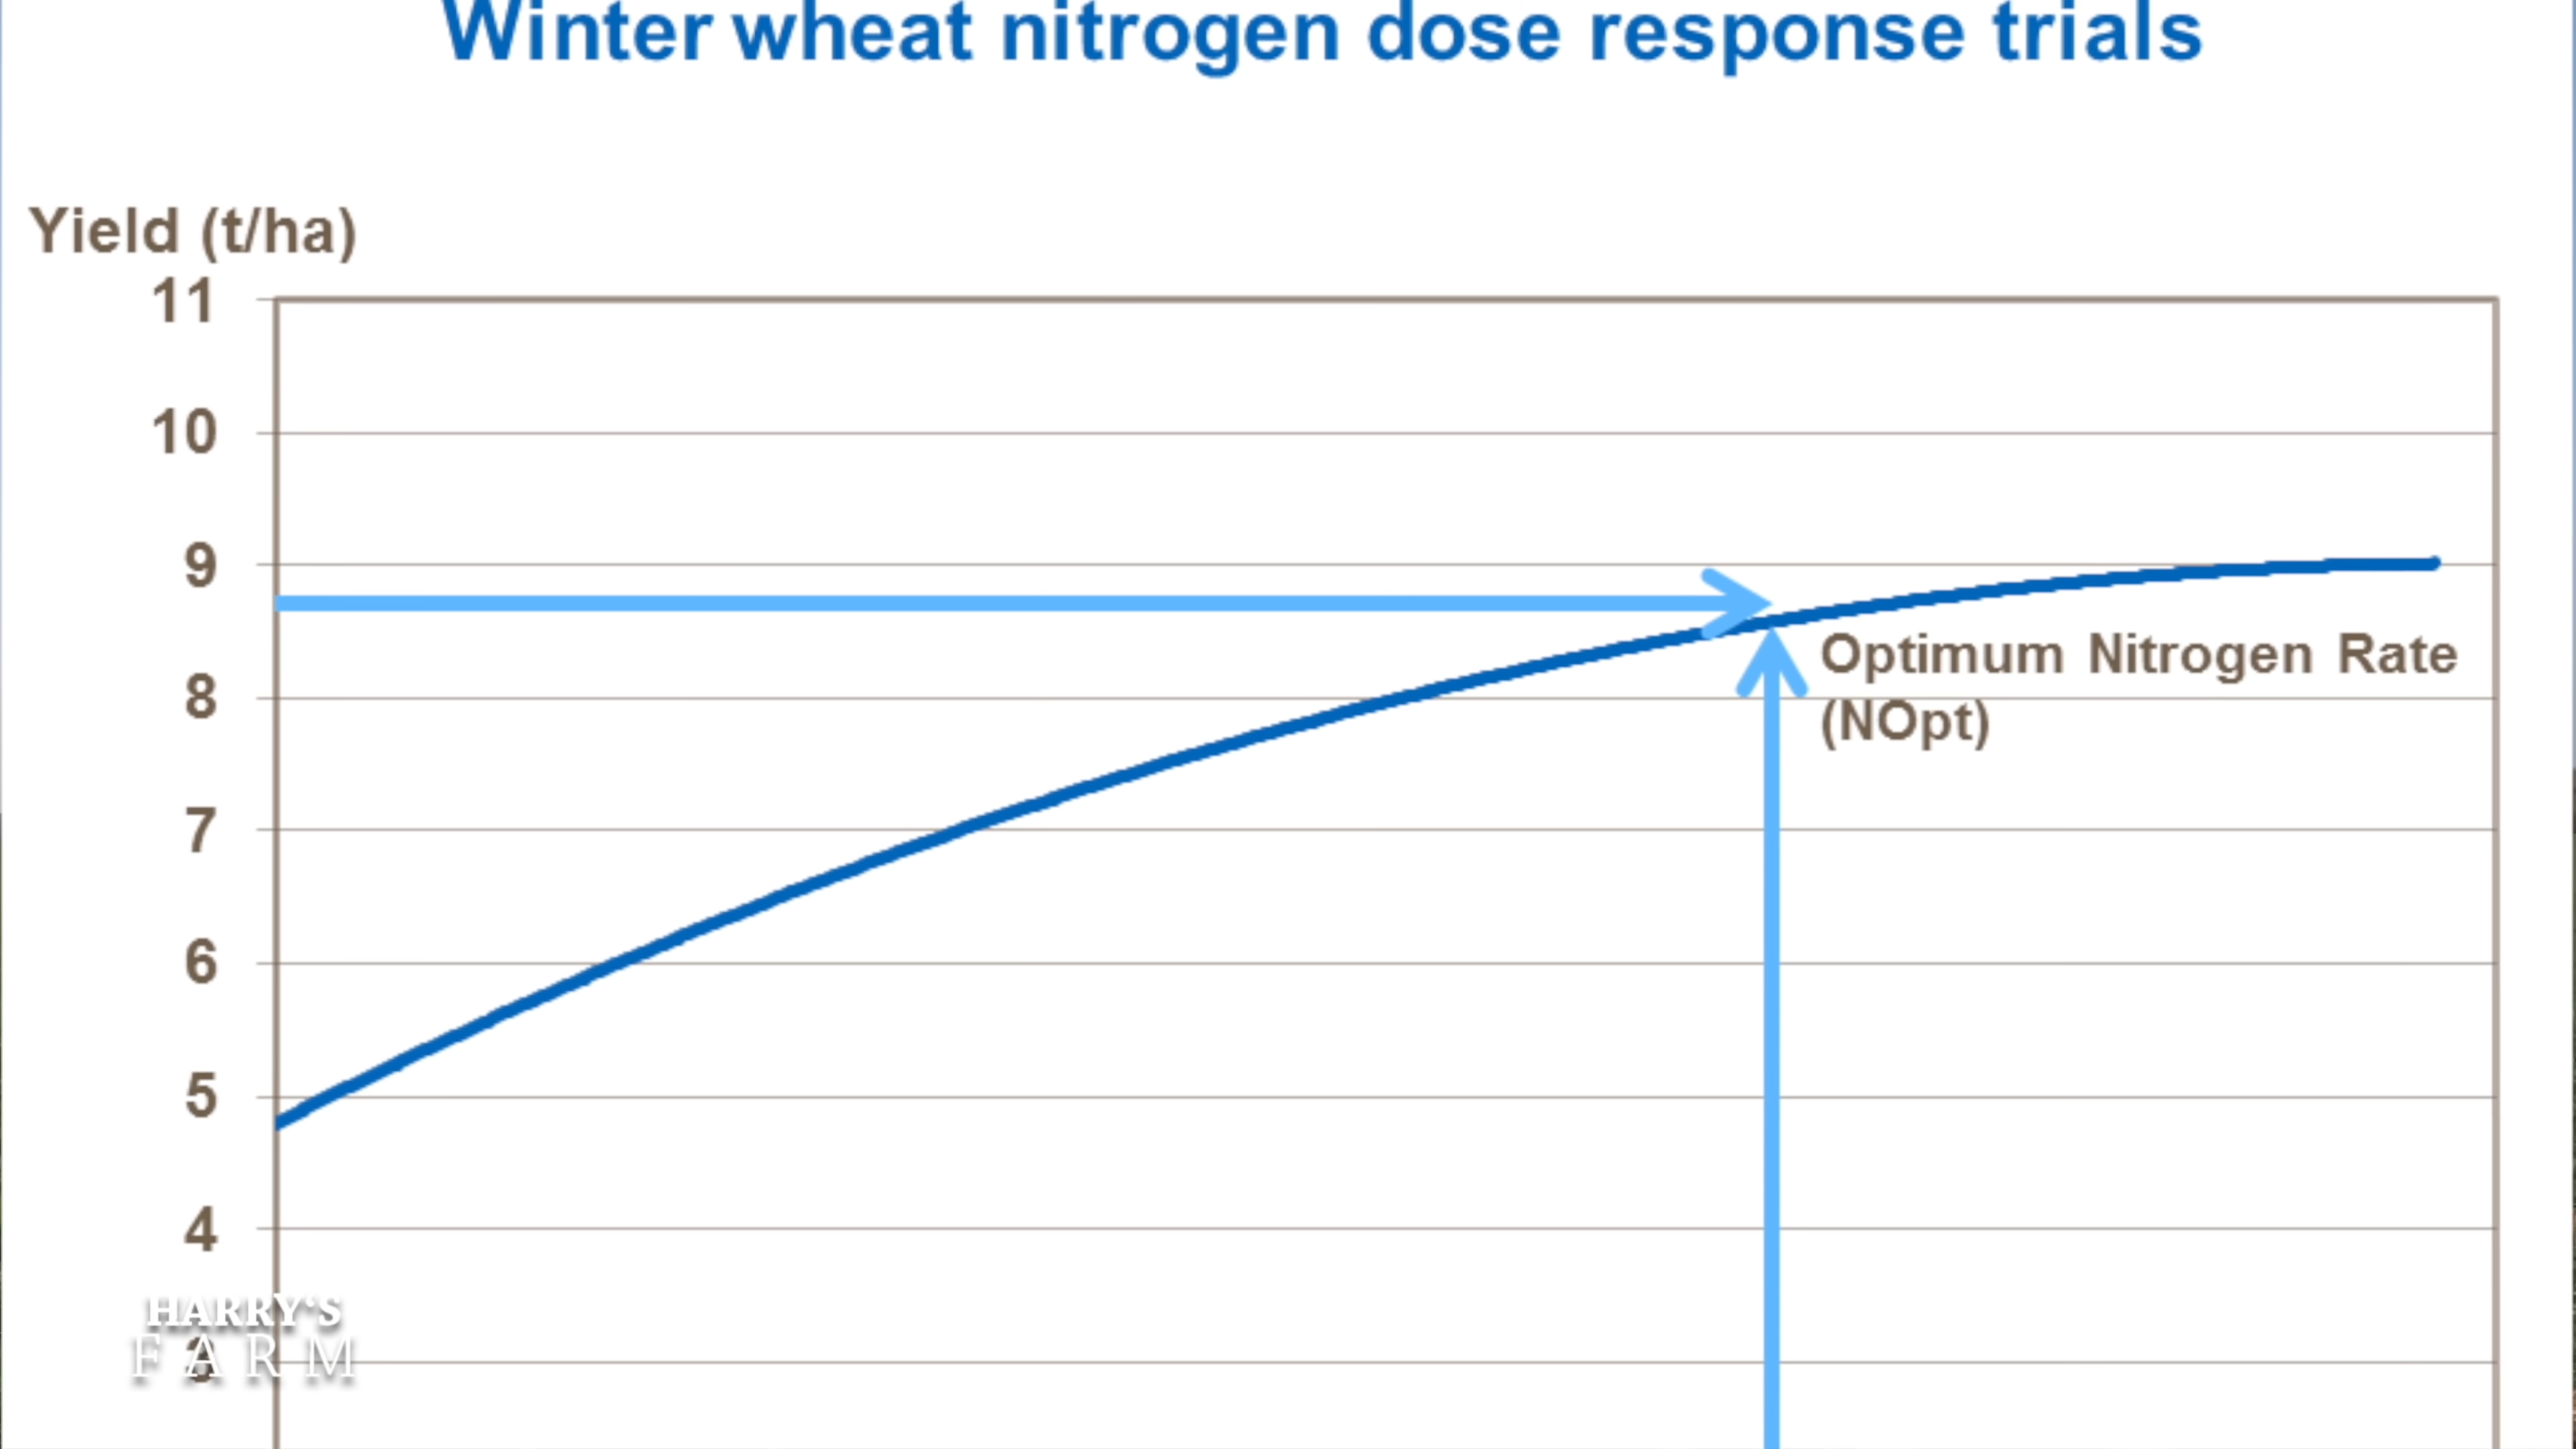 Winter wheat nitrogen dose response trials
Yield (t/ha)
11
10
9
8
7
6
5
4
3
Optimum Nitrogen Rate
(NOpt)
HARRY'S
FARM